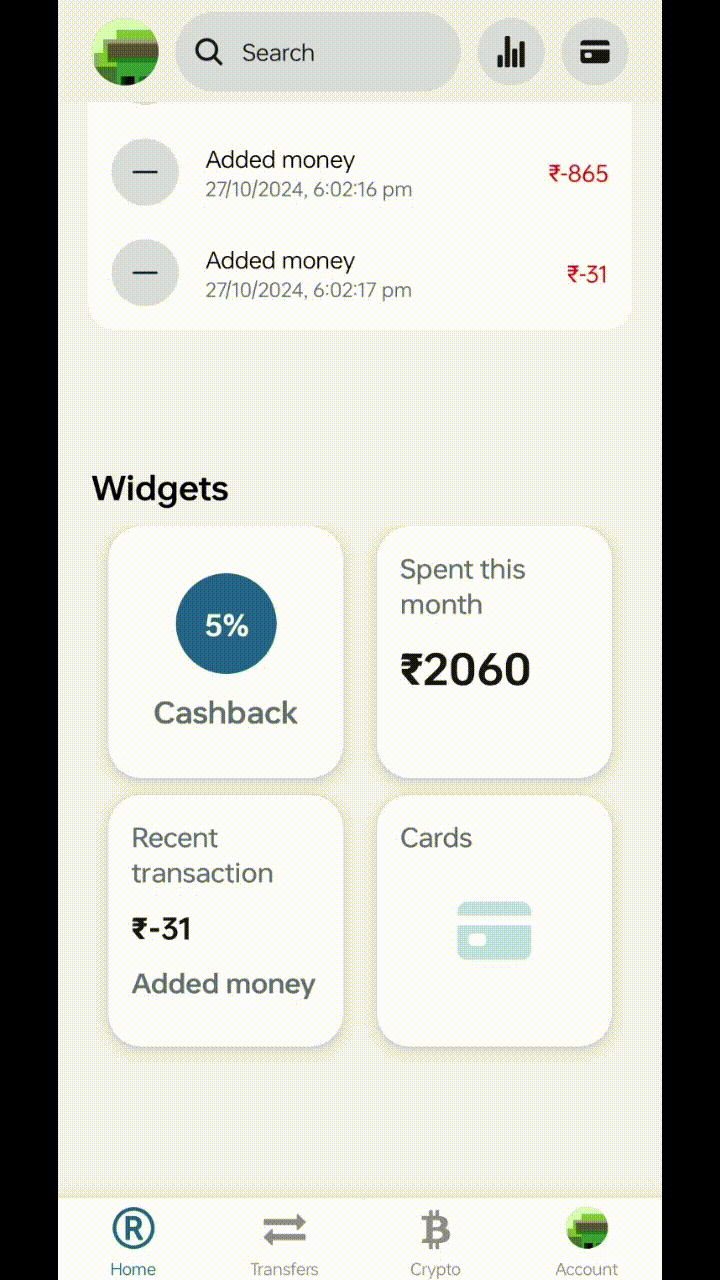 Search
Added money
₹-865
27/10/2024, 6:02:16 pm
Added money
₹-31
27/10/2024, 6:02:17 pm
Widgets
5%
Cashback
Spent this
month
₹2060
Recent
transaction
₹-31
Added money
Cards
R
Home
Transfers
Crypto
Account